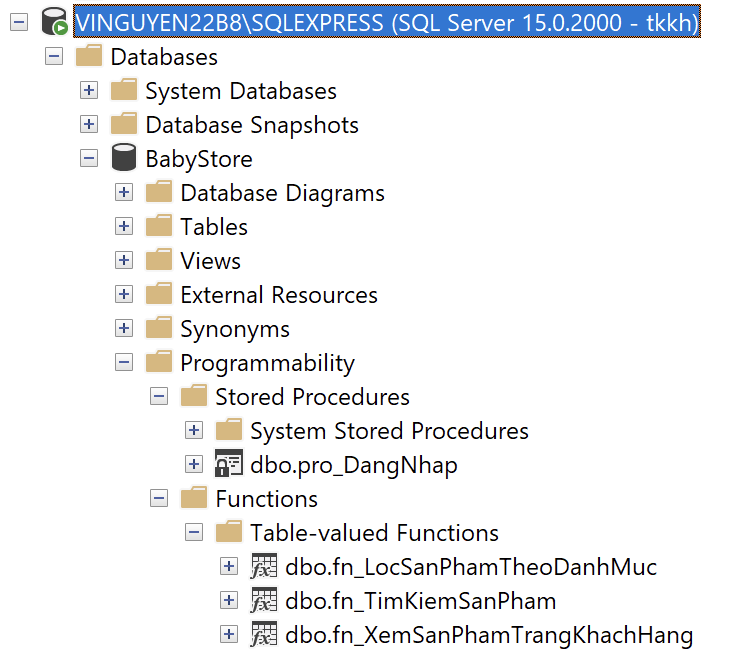 VINGUYEN22B8\SQLEXPRESS (SQL Server 15.0.2000 - tkkh)
Databases
System Databases
Database Snapshots
BabyStore
Database Diagrams
Tables
Views
External Resources
Synonyms
Programmability
Stored Procedures
System Stored Procedures
dbo.pro_DangNhap
Functions
Table-valued Functions
dbo.fn_LocSanPhamTheoDanhMuc
dbo.fn_TimKiemSanPham
dbo.fn_XemSanPhamTrangKhachHang